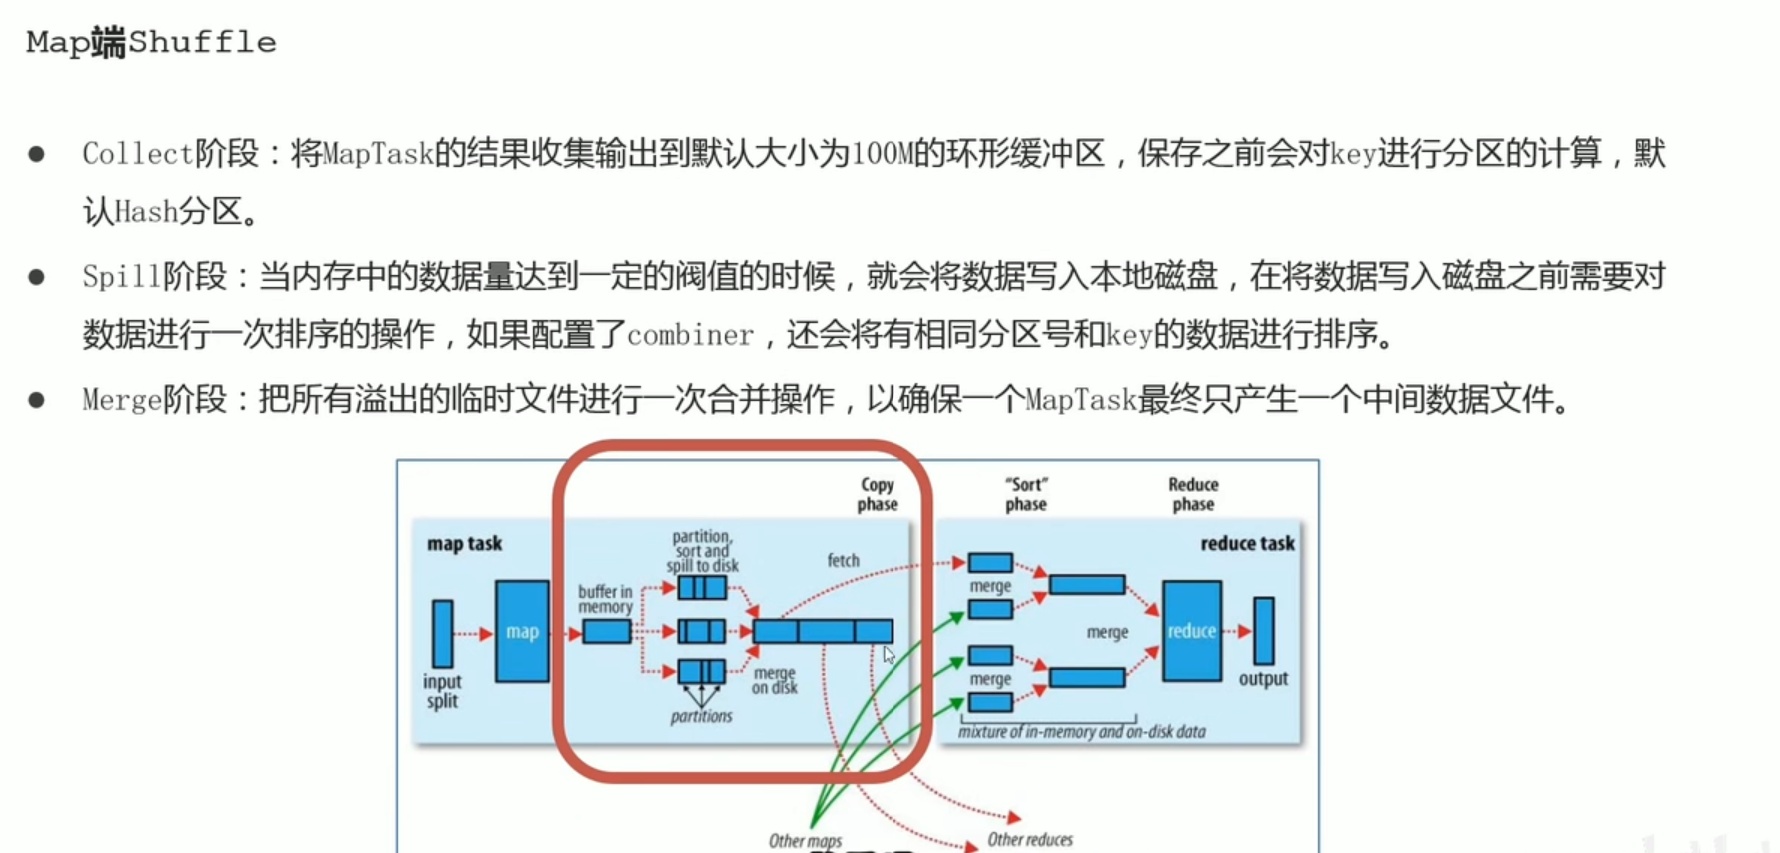 Map端Shuffle
Collect阶段：将MapTask的结果收集输出到默认大小为100M的环形缓冲区，保存之前会对key进行分区的计算，默
认Hash分区。
Spill阶段：当内存中的数据量达到一定的阀值的时候，就会将数据写入本地磁盘，在将数据写入磁盘之前需要对
数据进行一次排序的操作，如果配置了combiner，还会将有相同分区号和key的数据进行排序。
Merge阶段：把所有溢出的临时文件进行一次合并操作，以确保一个MapTask最终只产生一个中间数据文件。
Copy
phase
"Sort"
phase
Reduce
phase
map task
partition,
sort and
spill to disk
fetch
reduce task
buffer in
memory
merge
map
merge
reduce
input
split
merge
on disk
merge
output
partitions
mixture of in-memory and on-disk data
Other maps
Other reduces